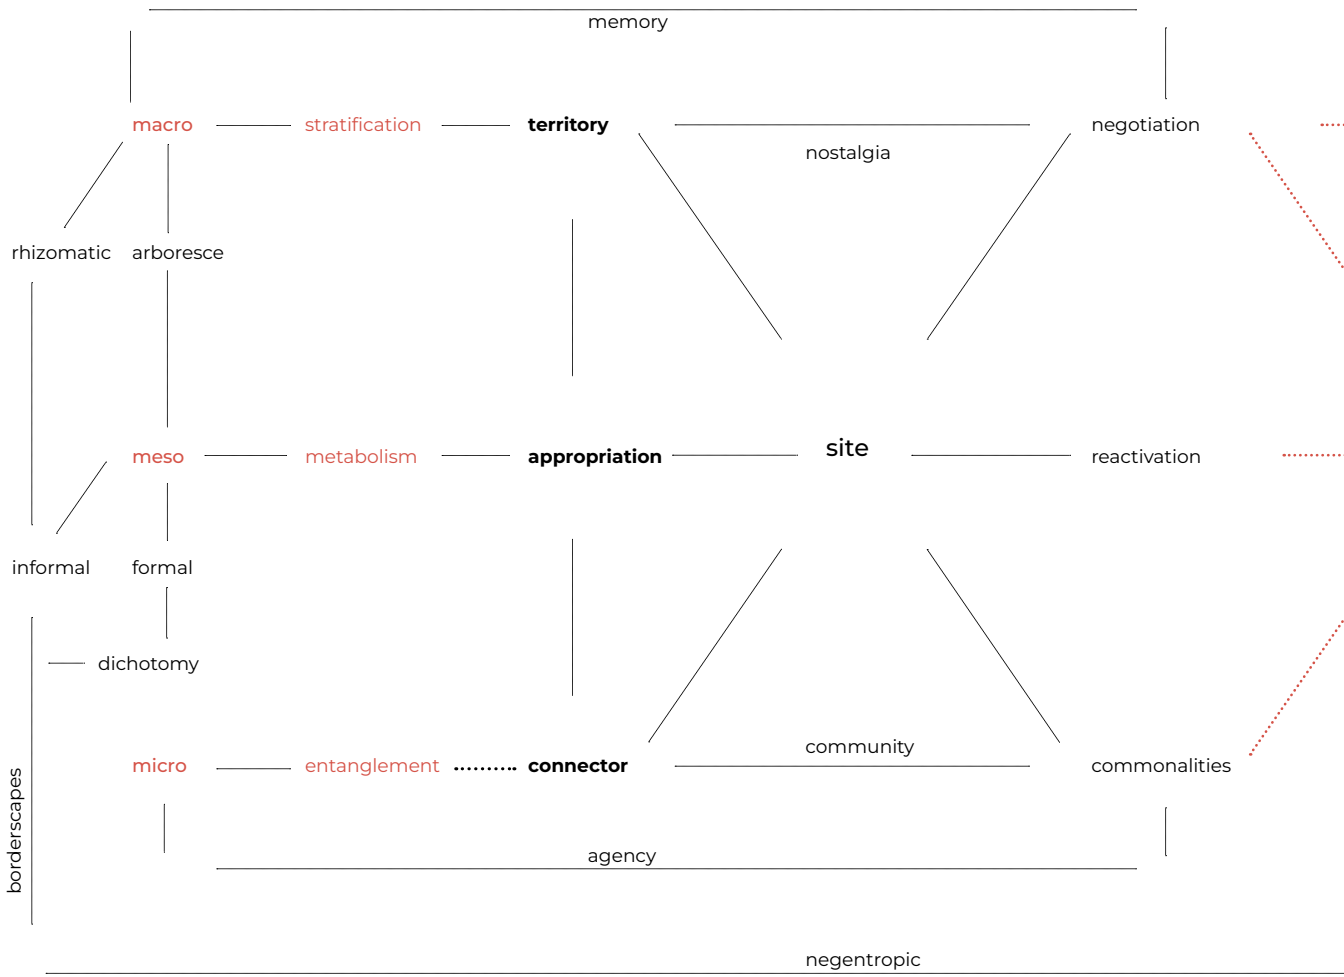 memory
macro
stratification
territory
nostalgia
negotiation
rhizomatic
arboresce
meso
metabolism
appropriation
site
reactivation
informal
formal
dichotomy
micro
entanglement
connector
community
commonalities
borderscapes
agency
negentropic